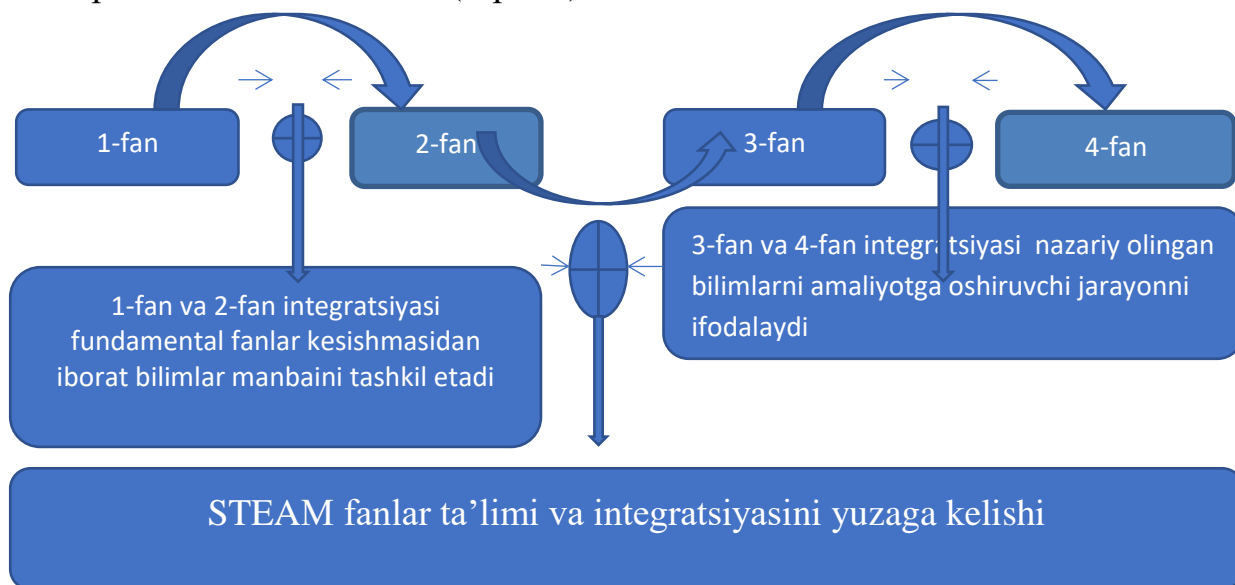 1-fan
2-fan
3-fan
4-fan
1-fan va 2-fan integratsiyasi
fundamental fanlar kesishmasidan
iborat bilimlar manbaini tashkil etadi
3-fan va 4-fan integratsiyasi nazariy olingan
bilimlarni amaliyotga oshiruvchi jarayonni
ifodalaydi
STEAM fanlar ta’limi va integratsiyasini yuzaga kelishi